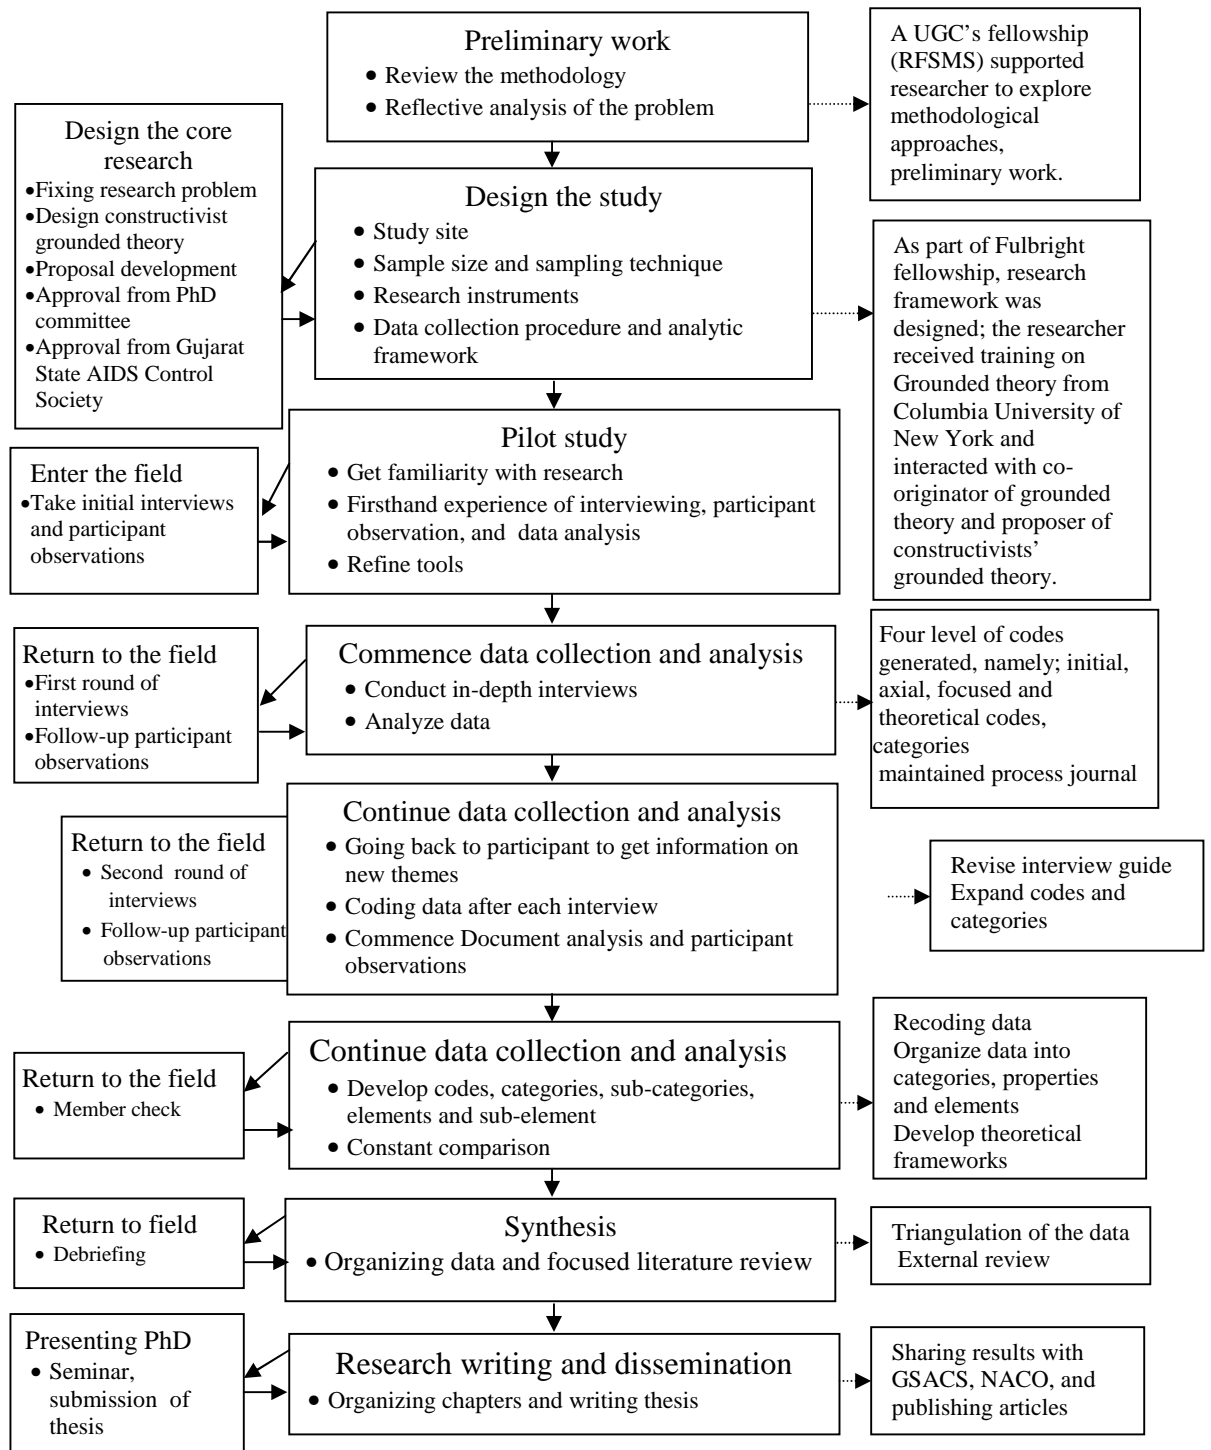 Preliminary work
• Review the methodology
• Reflective analysis of the problem
A UGC's fellowship
(RFSMS) supported
researcher to explore
methodological
approaches,
preliminary work.
Design the core
research
•Fixing research problem
•Design constructivist
grounded theory
•Proposal development
•Approval from PhD
committee
•Approval from Gujarat
State AIDS Control
Society
Design the study
• Study site
• Sample size and sampling technique
• Research instruments
• Data collection procedure and analytic
framework
As part of Fulbright
fellowship, research
framework was
designed; the researcher
received training on
Grounded theory from
Columbia University of
New York and
interacted with co-
originator of grounded
theory and proposer of
constructivists'
grounded theory.
Enter the field
•Take initial interviews
and participant
observations
Pilot study
• Get familiarity with research
• Firsthand experience of interviewing, participant
observation, and data analysis
• Refine tools
Return to the field
•First round of
interviews
•Follow-up participant
observations
Commence data collection and analysis
• Conduct in-depth interviews
• Analyze data
Four level of codes
generated, namely; initial,
axial, focused and
theoretical codes,
categories
maintained process journal
Return to the field
• Second round of
interviews
• Follow-up participant
observations
Continue data collection and analysis
• Going back to participant to get information on
new themes
• Coding data after each interview
• Commence Document analysis and participant
observations
Revise interview guide
Expand codes and
categories
Return to the field
• Member check
Continue data collection and analysis
• Develop codes, categories, sub-categories,
elements and sub-element
• Constant comparison
Recoding data
Organize data into
categories, properties
and elements
Develop theoretical
frameworks
Return to field
• Debriefing
Synthesis
• Organizing data and focused literature review
Triangulation of the data
External review
Presenting PhD
• Seminar,
submission of
thesis
Research writing and dissemination
• Organizing chapters and writing thesis
Sharing results with
GSACS, NACO, and
publishing articles